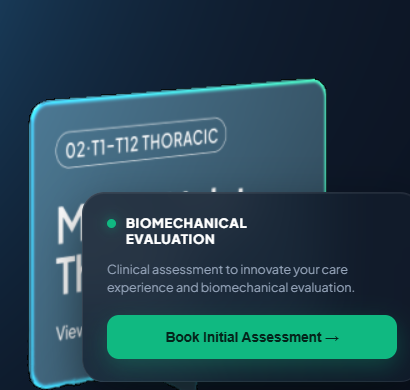 02·T1–T12 THORACIC
BIOMECHANICAL
EVALUATION
Clinical assessment to innovate your care
experience and biomechanical evaluation.
Book Initial Assessment →